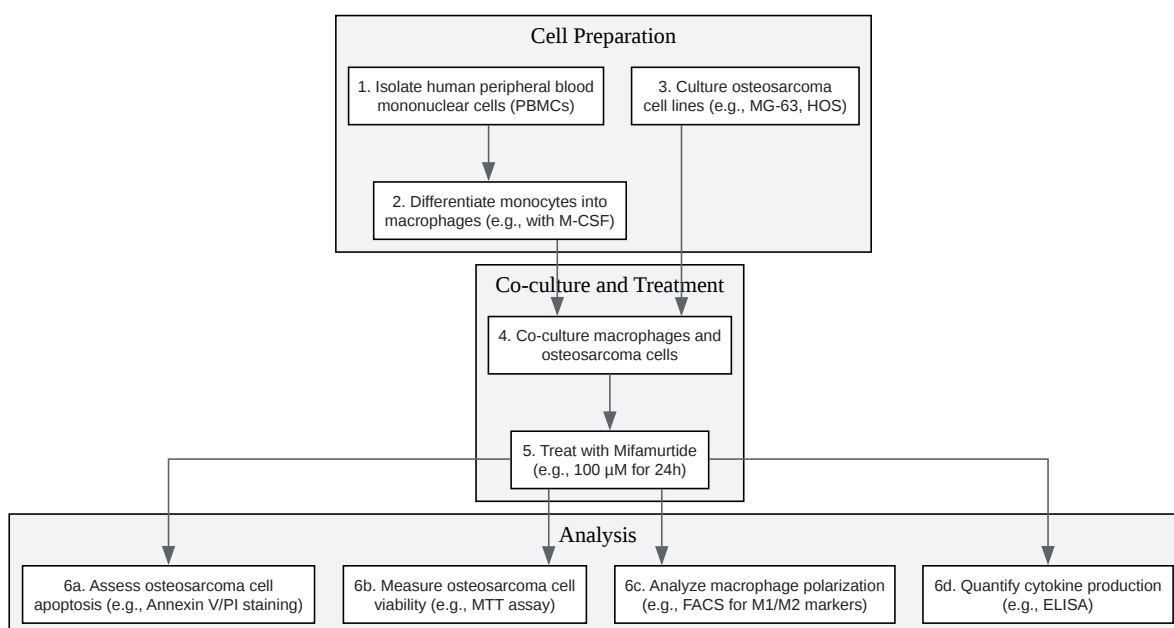 Cell Preparation
1. Isolate human peripheral blood
mononuclear cells (PBMCs)
3. Culture osteosarcoma
cell lines (e.g., MG-63, HOS)
2. Differentiate monocytes into
macrophages (e.g., with M-CSF)
Co-culture and Treatment
4. Co-culture macrophages and
osteosarcoma cells
5. Treat with Mifamurtide
(e.g., 100 µM for 24h)
Analysis
6a. Assess osteosarcoma cell
apoptosis (e.g., Annexin V/PI staining)
6b. Measure osteosarcoma cell
viability (e.g., MTT assay)
6c. Analyze macrophage polarization
(e.g., FACS for M1/M2 markers)
6d. Quantify cytokine production
(e.g., ELISA)